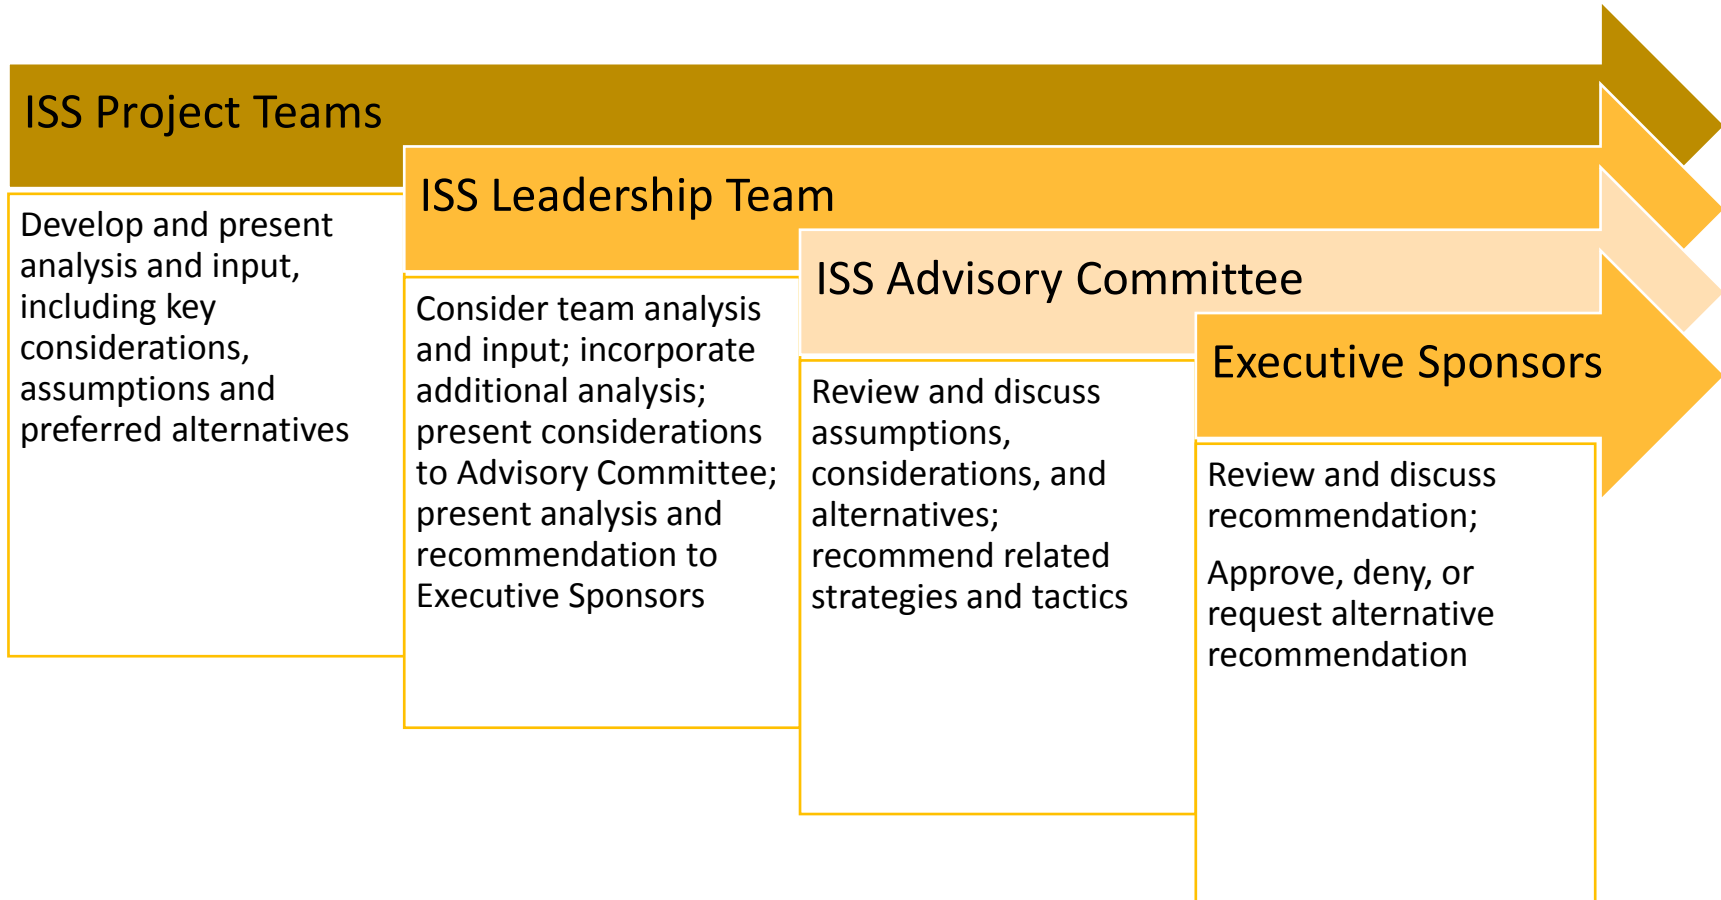 ISS Project Teams
Develop and present
analysis and input,
including key
considerations,
assumptions and
preferred alternatives
ISS Leadership Team
Consider team analysis
and input; incorporate
additional analysis;
present considerations
to Advisory Committee;
present analysis and
recommendation to
Executive Sponsors
ISS Advisory Committee
Review and discuss
assumptions,
considerations, and
alternatives;
recommend related
strategies and tactics
Executive Sponsors
Review and discuss
recommendation;
Approve, deny, or
request alternative
recommendation